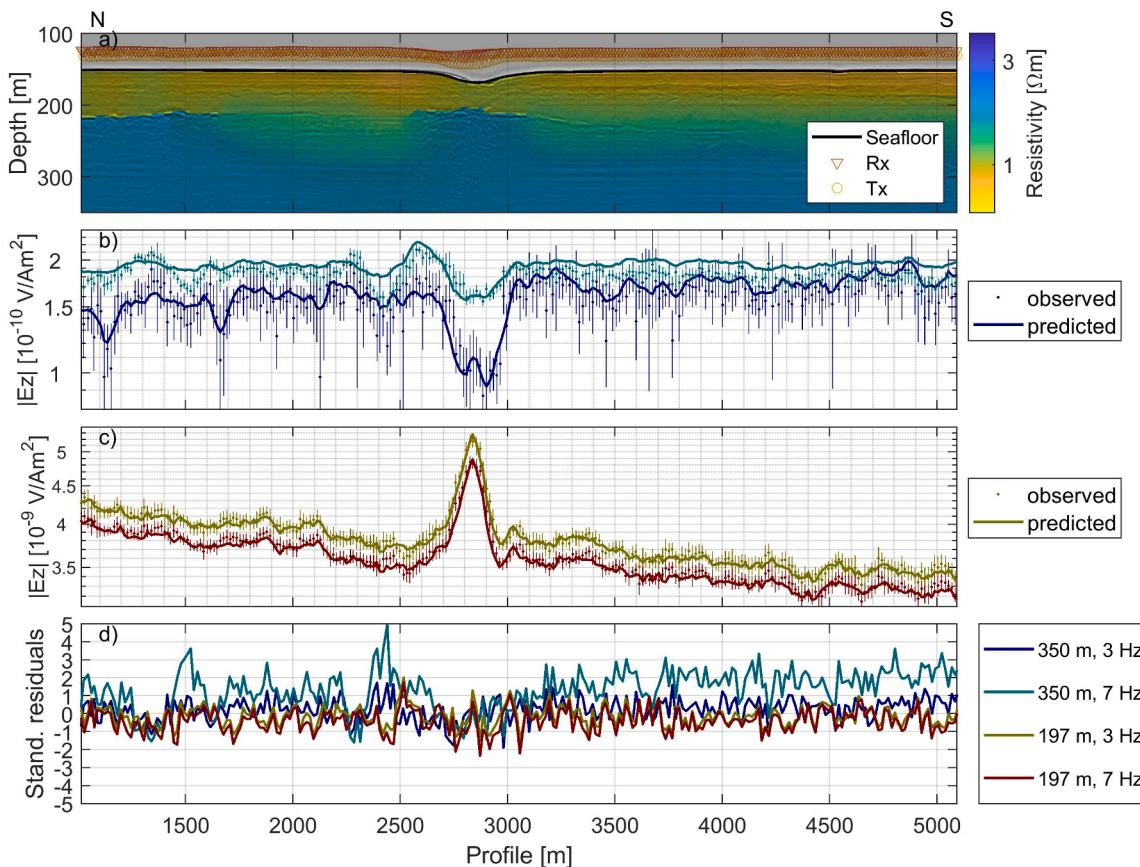 N S
a)
100
200
300
Depth [m]
Seafloor
Rx
Tx
3
1
Resistivity [Ωm]
b)
2
1.5
1
|Ez| [10⁻¹⁰ V/Am²]
observed
predicted
c)
5
4.5
4
3.5
|Ez| [10⁻⁹ V/Am²]
observed
predicted
d)
5
4
3
2
1
0
-1
-2
-3
-4
-5
Stand. residuals
350 m, 3 Hz
350 m, 7 Hz
197 m, 3 Hz
197 m, 7 Hz
1500 2000 2500 3000 3500 4000 4500 5000
Profile [m]